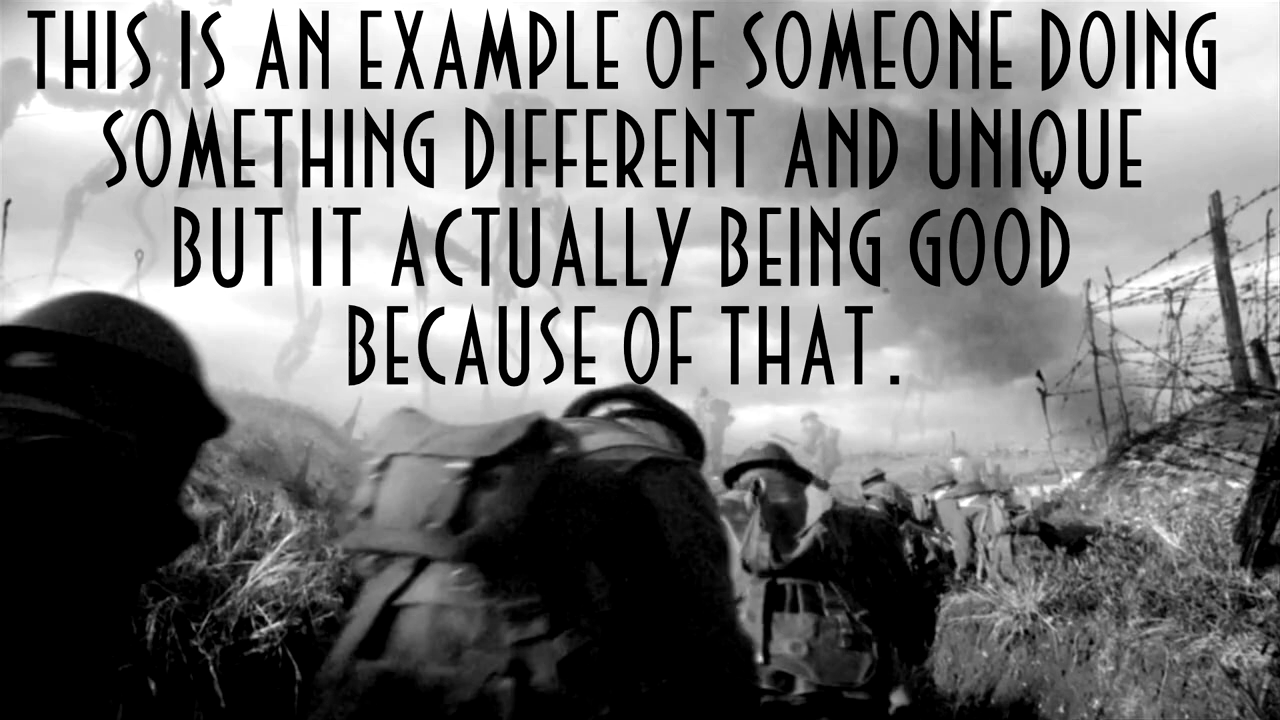 THIS IS AN EXAMPLE OF SOMEONE DOING
SOMETHING DIFFERENT AND UNIQUE
BUT IT ACTUALLY BEING GOOD
BECAUSE OF THAT.